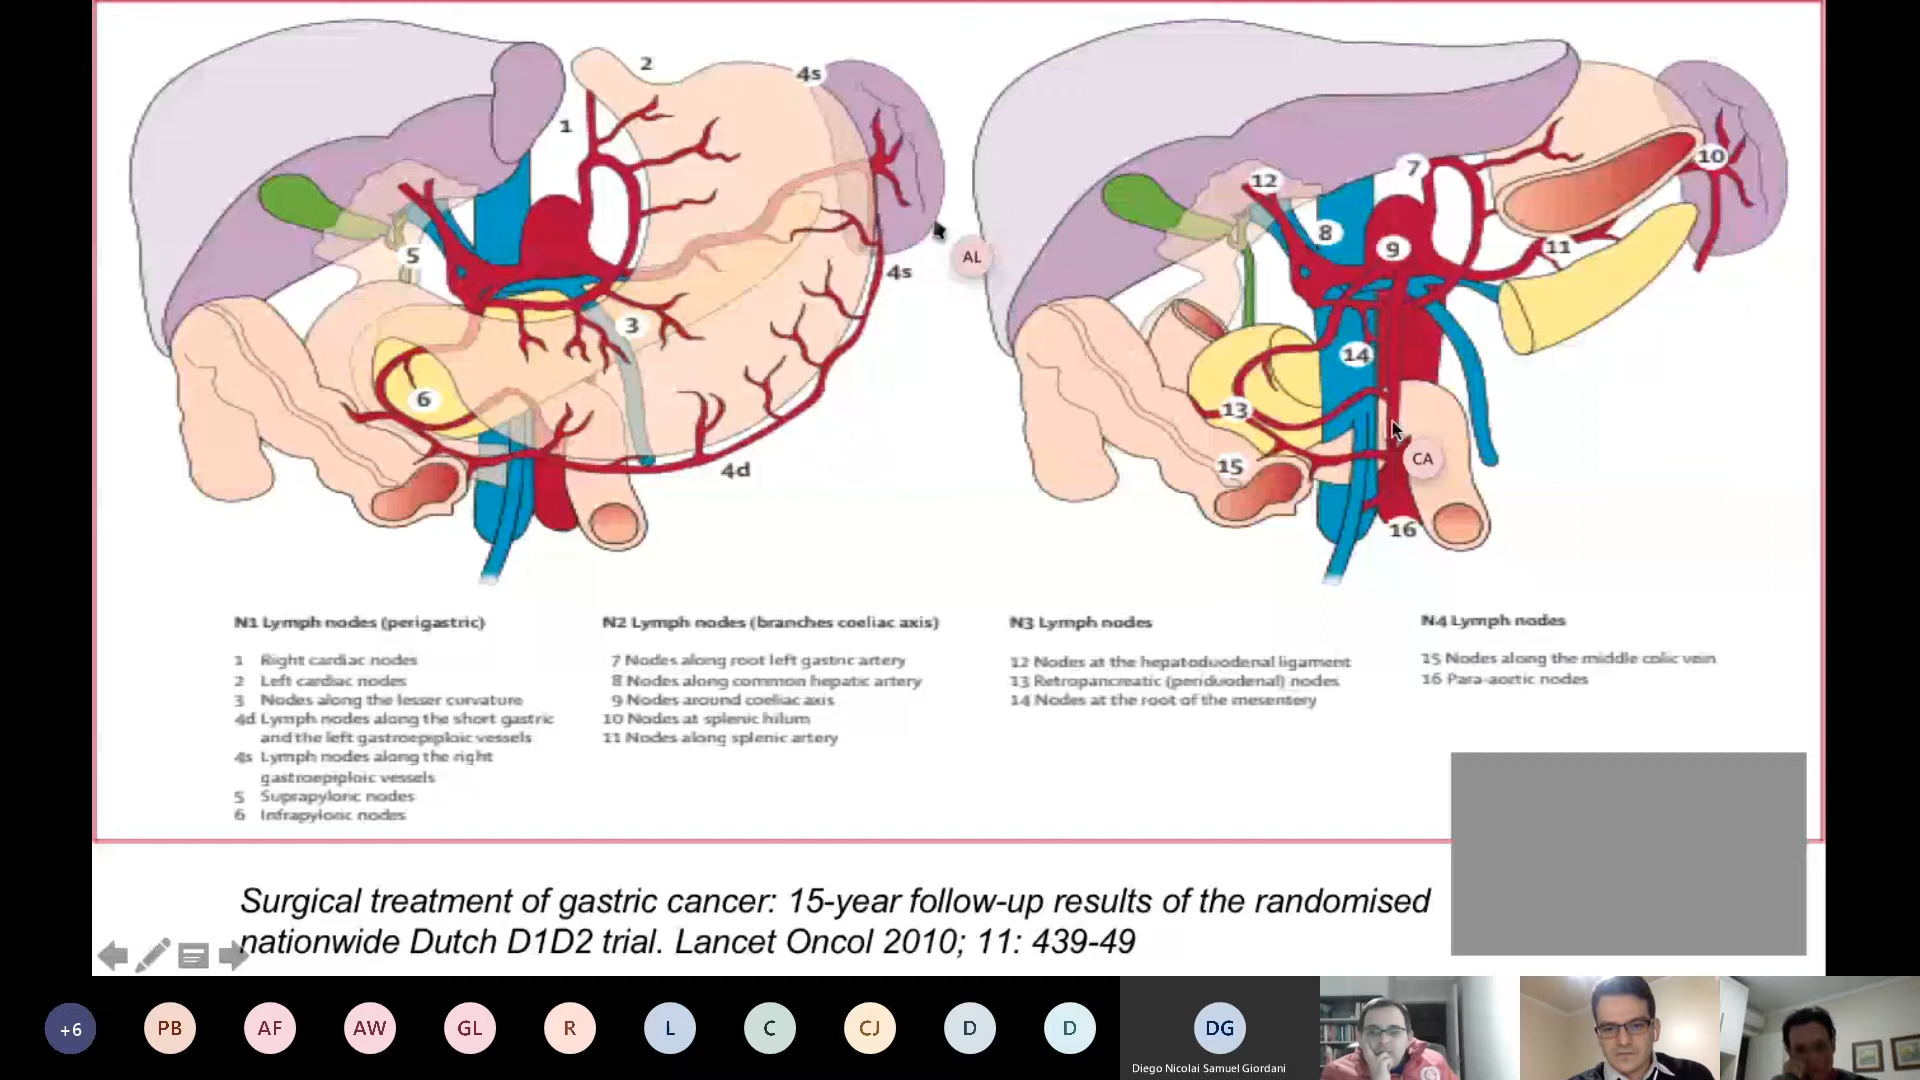 2
4s
1
5
4s
3
6
4d
AL
7
10
12
8
9
11
14
13
15
CA
16
N1 Lymph nodes (perigastric)
1 Right cardiac nodes
2 Left cardiac nodes
3 Nodes along the lesser curvature
4d Lymph nodes along the short gastric
and the left gastroepiploic vessels
4s Lymph nodes along the right
gastroepiploic vessels
5 Suprapyloric nodes
6 Infrapyloric nodes
N2 Lymph nodes (branches coeliac axis)
7 Nodes along root left gastric artery
8 Nodes along common hepatic artery
9 Nodes around coeliac axis
10 Nodes at splenic hilum
11 Nodes along splenic artery
N3 Lymph nodes
12 Nodes at the hepatoduodenal ligament
13 Retropancreatic (periduodenal) nodes
14 Nodes at the root of the mesentery
N4 Lymph nodes
15 Nodes along the middle colic vein
16 Para-aortic nodes
Surgical treatment of gastric cancer: 15-year follow-up results of the randomised
nationwide Dutch D1D2 trial. Lancet Oncol 2010; 11: 439-49
+6
PB
AF
AW
GL
R
L
C
CJ
D
D
DG
Diego Nicolai Samuel Giordani